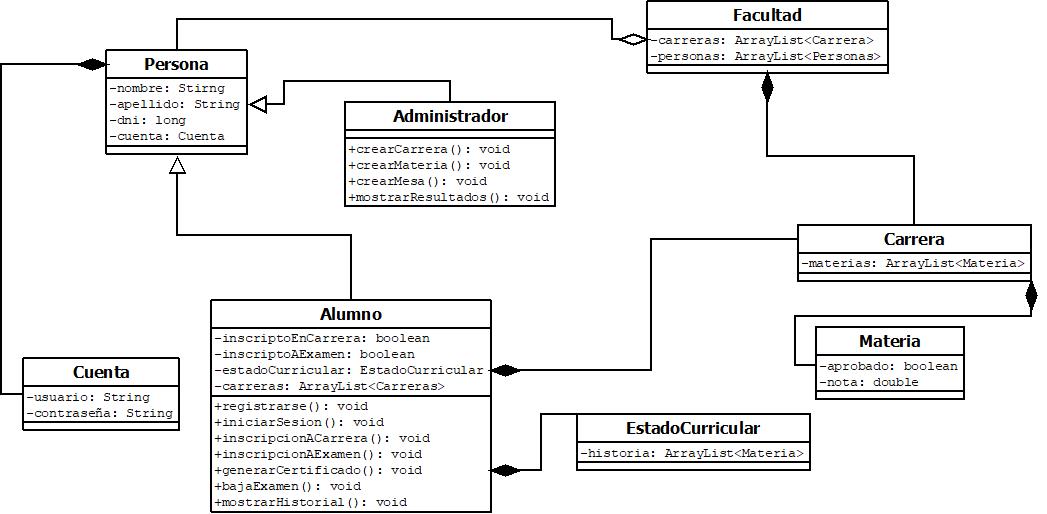 Facultad
-carreras: ArrayList<Carrera>
-personas: ArrayList<Personas>
Persona
-nombre: Stirng
-apellido: String
-dni: long
-cuenta: Cuenta
Administrador
+crearCarrera(): void
+crearMateria(): void
+crearMesa(): void
+mostrarResultados(): void
Carrera
-materias: ArrayList<Materia>
Alumno
-inscriptoEnCarrera: boolean
-inscriptoAExamen: boolean
-estadoCurricular: EstadoCurricular
-carreras: ArrayList<Carreras>
+registrarse(): void
+iniciarSesion(): void
+inscripcionACarrera(): void
+inscripcionAExamen(): void
+generarCertificado(): void
+bajaExamen(): void
+mostrarHistorial(): void
Materia
-aprobado: boolean
-nota: double
Cuenta
-usuario: String
-contraseña: String
EstadoCurricular
-historia: ArrayList<Materia>